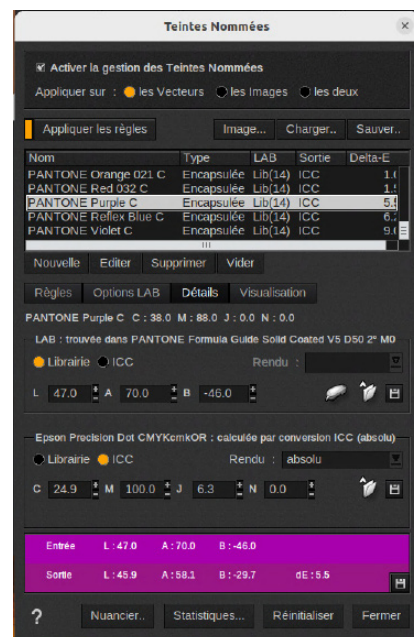 Teintes Nommées
Activer la gestion des Teintes Nommées
Appliquer sur : les Vecteurs les Images les deux
Appliquer les règles Image... Charger.. Sauver..
Nom Type LAB Sortie Delta-E
PANTONE Orange 021 C Encapsulée Lib(14) ICC
PANTONE Red 032 C Encapsulée Lib(14) ICC
PANTONE Purple C Encapsulée Lib(14) ICC
PANTONE Reflex Blue C Encapsulée Lib(14) ICC
PANTONE Violet C Encapsulée Lib(14) ICC
Nouvelle Editer Supprimer Vider
Règles Options LAB Détails Visualisation
PANTONE Purple C C : 38.0 M : 88.0 J : 0.0 N : 0.0
LAB : trouvée dans PANTONE Formula Guide Solid Coated V5 D50 2° M0
Librairie ICC Rendu :
L 47.0 A 70.0 B -46.0
Epson Precision Dot CMYKcmkOR : calculée par conversion ICC (absolu)
Librairie ICC Rendu : absolu
C 24.9 M 100.0 J 6.3 N 0.0
Entrée L : 47.0 A : 70.0 B : -46.0
Sortie L : 45.9 A : 58.1 B : -29.7 dE : 5.5
? Nuancier.. Statistiques... Réinitialiser Fermer